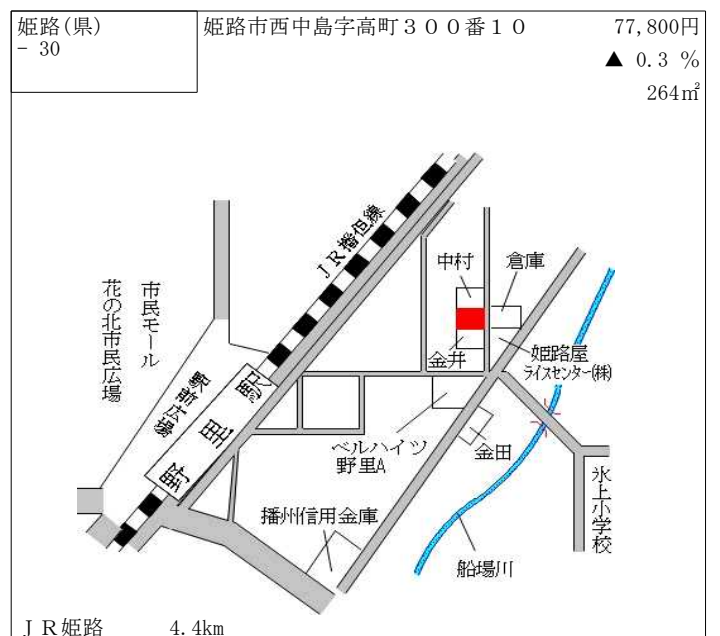 姫路(県)
- 30
姫路市西中島字高町３００番１０
77,800円
▲ 0.3 %
264㎡
ＪＲ播但線
中村
倉庫
市民モール
花の北市民広場
駅前広場
野里駅
金井
姫路屋
ライスセンター(株)
ベルハイツ
野里A
金田
播州信用金庫
氷上小学校
船場川
ＪＲ姫路 4.4km